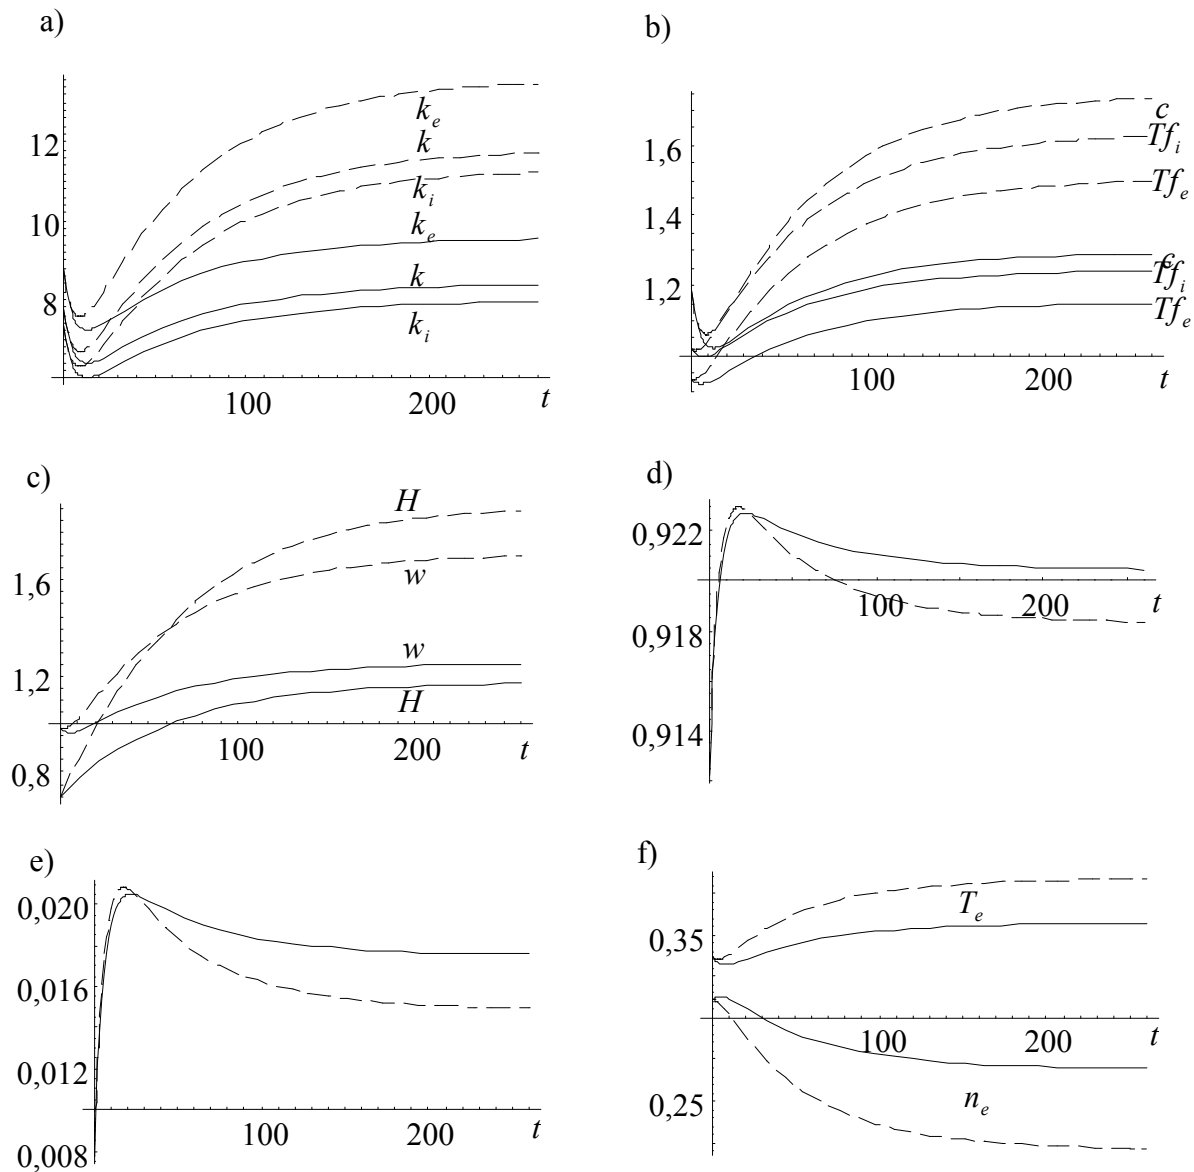 a)
12
10
8
k_e
k
k_i
k_e
k
k_i
100 200 t
b)
1,6
1,4
1,2
c
Tf_i
Tf_e
c
Tf_i
Tf_e
100 200 t
c)
1,6
1,2
0,8
H
w
w
H
100 200 t
d)
0,922
0,918
0,914
100 200 t
e)
0,020
0,016
0,012
0,008
100 200 t
f)
0,35
0,25
T_e
100 200 t
n_e